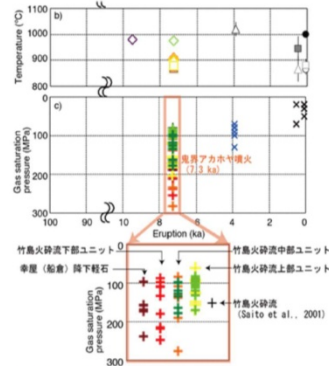 b)
Temperature (°C)
1100
1000
900
800
c)
Gas saturation
pressure (MPa)
0
100
200
300
鬼界アカホヤ噴火
(7.3 ka)
100 90 10 8 6 4 2 0
Eruption (ka)
竹島火砕流下部ユニット
竹島火砕流中部ユニット
幸屋（船倉）降下軽石
竹島火砕流上部ユニット
Gas saturation
pressure (MPa)
0
100
200
300
竹島火砕流
(Saito et al., 2001)